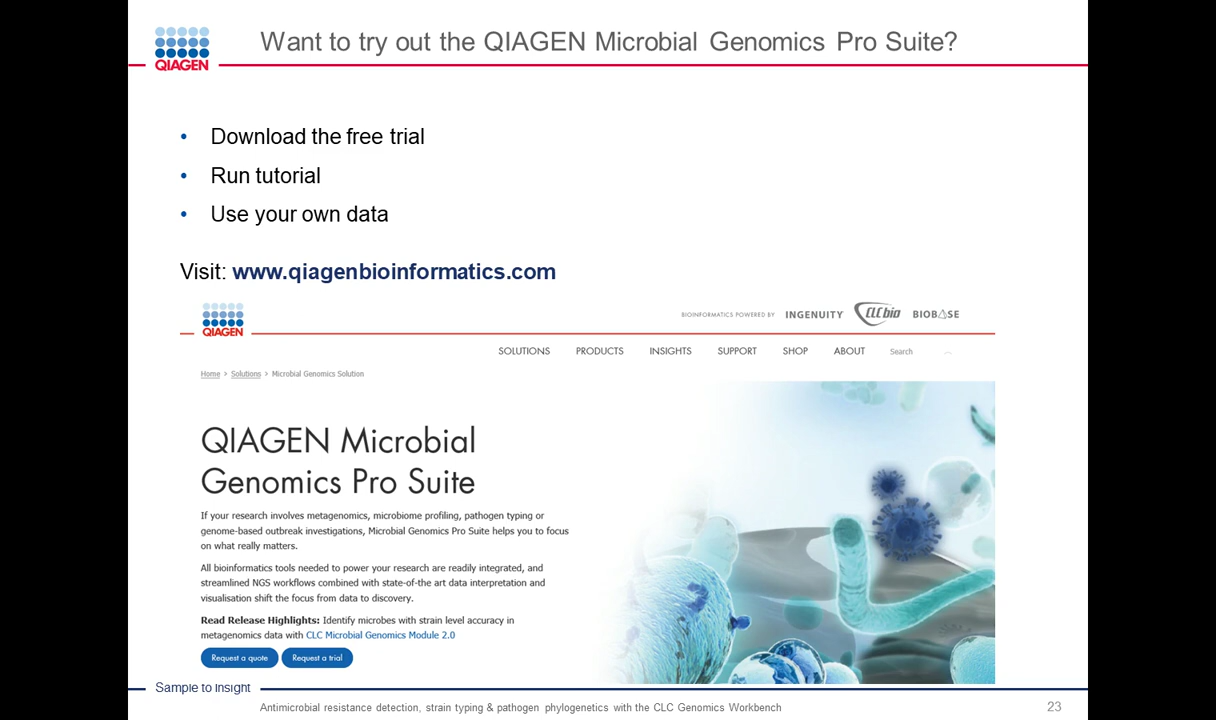 QIAGEN
Want to try out the QIAGEN Microbial Genomics Pro Suite?
• Download the free trial
• Run tutorial
• Use your own data
Visit: www.qiagenbioinformatics.com
QIAGEN
BIOINFORMATICS POWERED BY INGENUITY CLC bio BIOBASE
SOLUTIONS PRODUCTS INSIGHTS SUPPORT SHOP ABOUT Search
Home > Solutions > Microbial Genomics Solution
QIAGEN Microbial
Genomics Pro Suite
If your research involves metagenomics, microbiome profiling, pathogen typing or
genome-based outbreak investigations, Microbial Genomics Pro Suite helps you to focus
on what really matters.
All bioinformatics tools needed to power your research are readily integrated, and
streamlined NGS workflows combined with state-of-the art data interpretation and
visualisation shift the focus from data to discovery.
Read Release Highlights: Identify microbes with strain level accuracy in
metagenomics data with CLC Microbial Genomics Module 2.0
Request a quote Request a trial
Sample to Insight
Antimicrobial resistance detection, strain typing & pathogen phylogenetics with the CLC Genomics Workbench
23